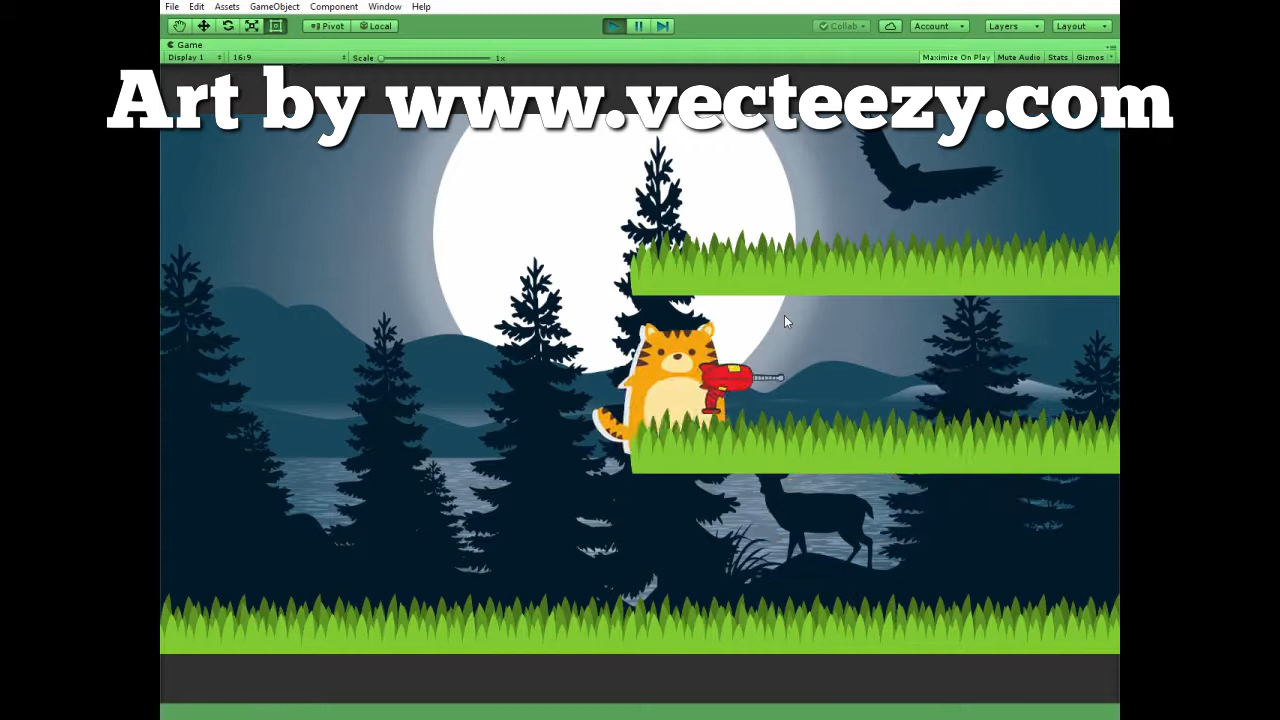 File Edit Assets GameObject Component Window Help
Pivot Local Collab Account Layers Layout
Game
Display 1 16:9 Scale 1x Maximize On Play Mute Audio Stats Gizmos
Art by www.vecteezy.com